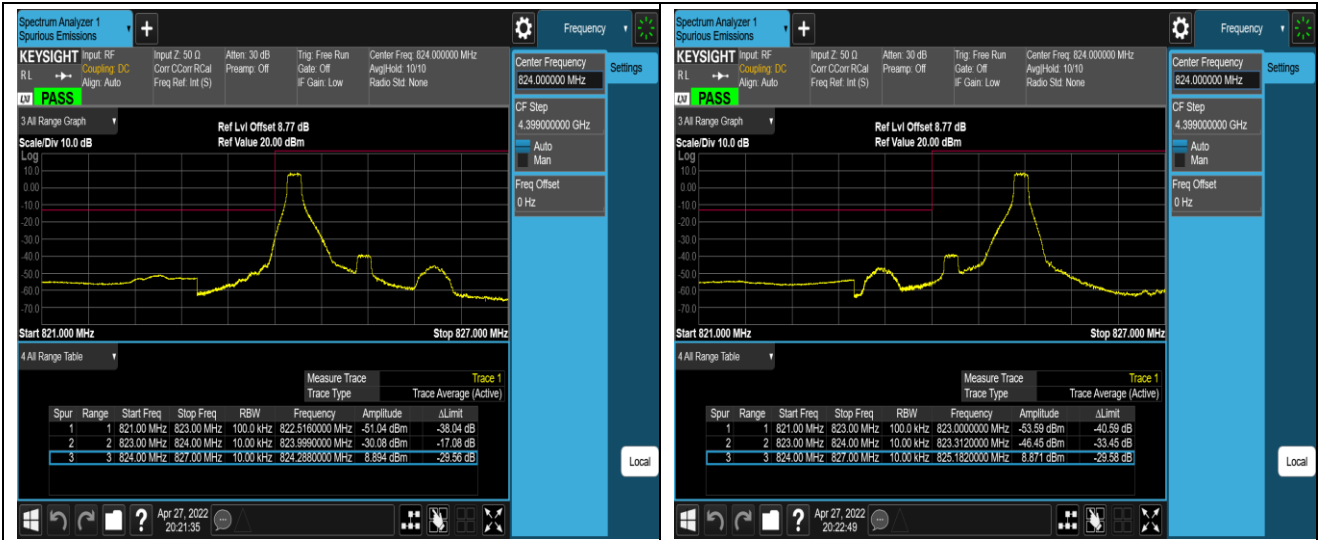 Spectrum Analyzer 1
Spurious Emissions
+
Frequency
KEYSIGHT
Input: RF
Coupling: DC
Align: Auto
Input Z: 50 Ω
Corr CCorr RCal
Freq Ref: Int (S)
Atten: 30 dB
Preamp: Off
Trig: Free Run
Gate: Off
IF Gain: Low
Center Freq: 824.000000 MHz
Avg|Hold: 10/10
Radio Std: None
RL
LXI PASS
Center Frequency
824.000000 MHz
Settings
CF Step
4.399000000 GHz
Auto
Man
Freq Offset
0 Hz
3 All Range Graph
Ref Lvl Offset 8.77 dB
Scale/Div 10.0 dB
Ref Value 20.00 dBm
Log
10.0
0.00
-10.0
-20.0
-30.0
-40.0
-50.0
-60.0
-70.0
Start 821.000 MHz
Stop 827.000 MHz
4 All Range Table
Measure Trace Trace 1
Trace Type Trace Average (Active)
Spur Range Start Freq Stop Freq RBW Frequency Amplitude ΔLimit
1 1 821.00 MHz 823.00 MHz 100.0 kHz 822.5160000 MHz -51.04 dBm -38.04 dB
2 2 823.00 MHz 824.00 MHz 10.00 kHz 823.9990000 MHz -30.08 dBm -17.08 dB
3 3 824.00 MHz 827.00 MHz 10.00 kHz 824.2880000 MHz 8.894 dBm -29.56 dB
Local
?
Apr 27, 2022
20:21:35
Spectrum Analyzer 1
Spurious Emissions
+
Frequency
KEYSIGHT
Input: RF
Coupling: DC
Align: Auto
Input Z: 50 Ω
Corr CCorr RCal
Freq Ref: Int (S)
Atten: 30 dB
Preamp: Off
Trig: Free Run
Gate: Off
IF Gain: Low
Center Freq: 824.000000 MHz
Avg|Hold: 10/10
Radio Std: None
RL
LXI PASS
Center Frequency
824.000000 MHz
Settings
CF Step
4.399000000 GHz
Auto
Man
Freq Offset
0 Hz
3 All Range Graph
Ref Lvl Offset 8.77 dB
Scale/Div 10.0 dB
Ref Value 20.00 dBm
Log
10.0
0.00
-10.0
-20.0
-30.0
-40.0
-50.0
-60.0
-70.0
Start 821.000 MHz
Stop 827.000 MHz
4 All Range Table
Measure Trace Trace 1
Trace Type Trace Average (Active)
Spur Range Start Freq Stop Freq RBW Frequency Amplitude ΔLimit
1 1 821.00 MHz 823.00 MHz 100.0 kHz 823.0000000 MHz -53.59 dBm -40.59 dB
2 2 823.00 MHz 824.00 MHz 10.00 kHz 823.3120000 MHz -46.45 dBm -33.45 dB
3 3 824.00 MHz 827.00 MHz 10.00 kHz 825.1820000 MHz 8.871 dBm -29.58 dB
Local
?
Apr 27, 2022
20:22:49